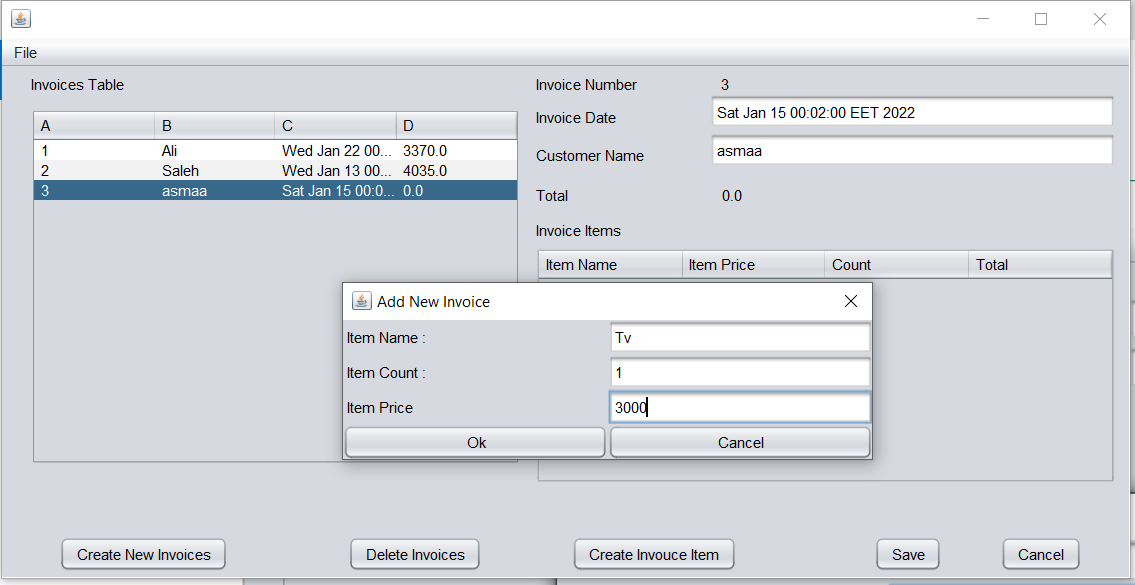 File
Invoices Table
A B C D
1 Ali Wed Jan 22 00... 3370.0
2 Saleh Wed Jan 13 00... 4035.0
3 asmaa Sat Jan 15 00:0... 0.0
Invoice Number 3
Invoice Date Sat Jan 15 00:02:00 EET 2022
Customer Name asmaa
Total 0.0
Invoice Items
Item Name Item Price Count Total
Add New Invoice
Item Name : Tv
Item Count : 1
Item Price 3000
Ok Cancel
Create New Invoices Delete Invoices Create Invouce Item Save Cancel